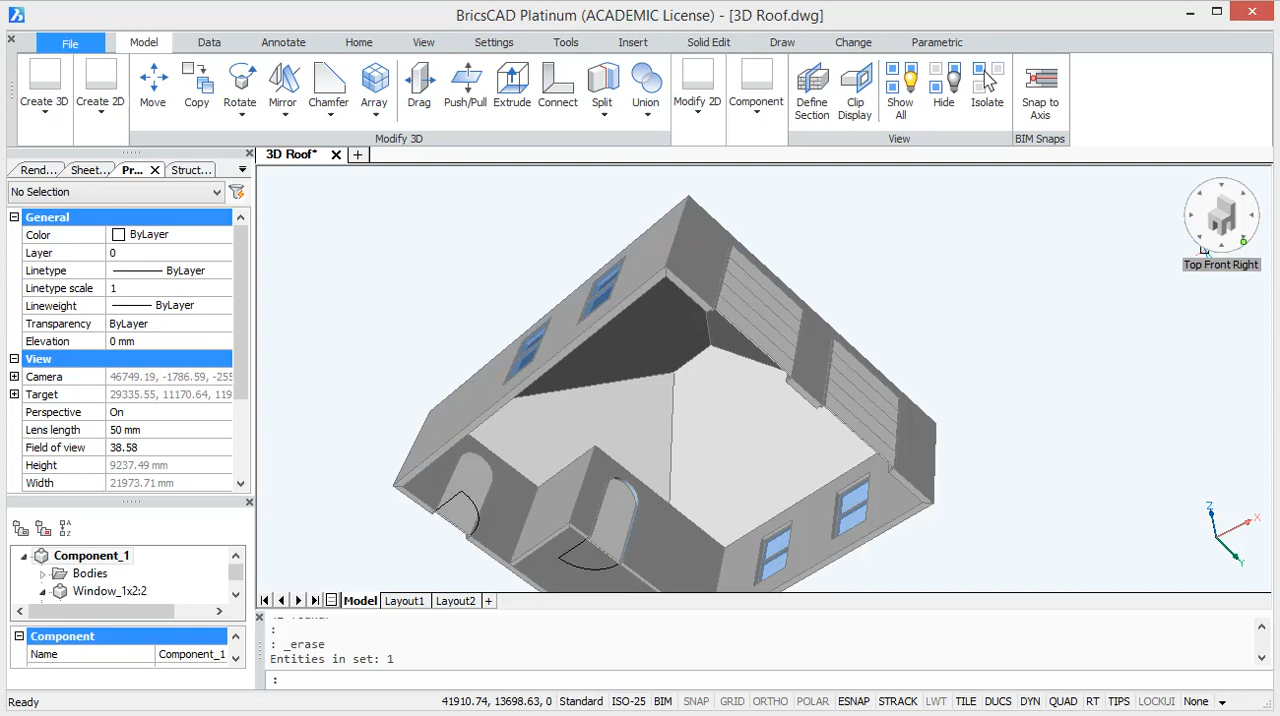 BricsCAD Platinum (ACADEMIC License) - [3D Roof.dwg]
File Model Data Annotate Home View Settings Tools Insert Solid Edit Draw Change Parametric
Create 3D Create 2D Move Copy Rotate Mirror Chamfer Array Drag Push/Pull Extrude Connect Split Union Modify 2D Component Define Section Clip Display Show All Hide Isolate Snap to Axis
Modify 3D View BIM Snaps
3D Roof*
Rend... Sheet... Pr... Struct...
No Selection
General
Color ByLayer
Layer 0
Linetype ByLayer
Linetype scale 1
Lineweight ByLayer
Transparency ByLayer
Elevation 0 mm
View
Camera 46749.19, -1786.59, -255
Target 29335.55, 11170.64, 119
Perspective On
Lens length 50 mm
Field of view 38.58
Height 9237.49 mm
Width 21973.71 mm
Top Front Right
Z
X
Y
Component_1
Bodies
Window_1x2:2
Model Layout1 Layout2 +
:
: _erase
Entities in set: 1
:
Component
Name Component_1
Ready 41910.74, 13698.63, 0 Standard ISO-25 BIM SNAP GRID ORTHO POLAR ESNAP STRACK LWT TILE DUCS DYN QUAD RT TIPS LOCKUI None